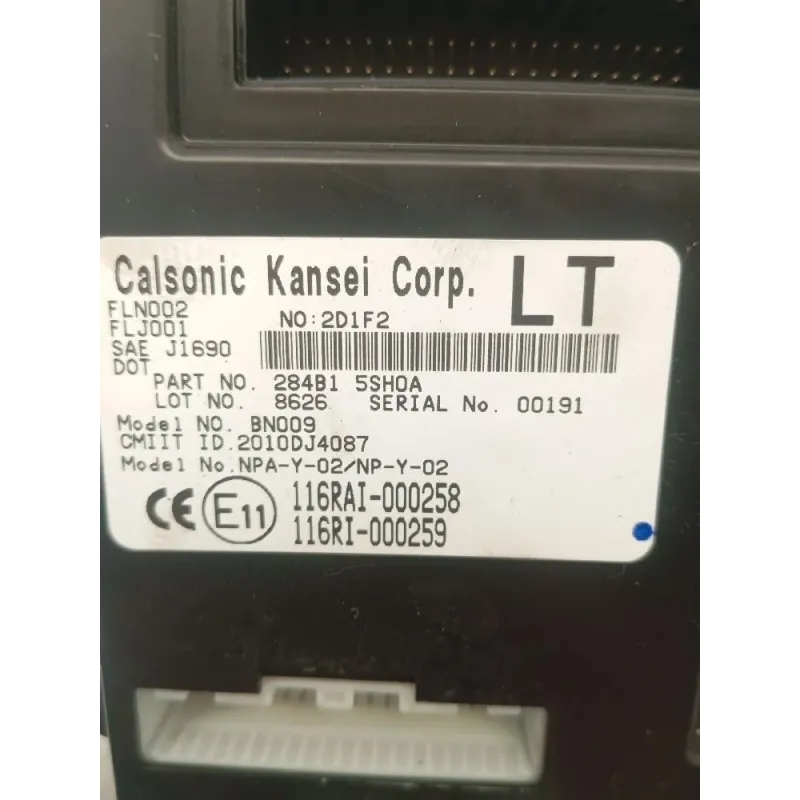 Calsonic Kansei Corp. LT
FLN002
FLJ001
NO:2D1F2
SAE J1690
DOT
PART NO. 284B1 5SH0A
LOT NO. 8626 SERIAL No. 00191
Model NO. BN009
CMIIT ID.2010DJ4087
Model No.NPA-Y-02/NP-Y-02
CE E11 116RAI-000258
116RI-000259